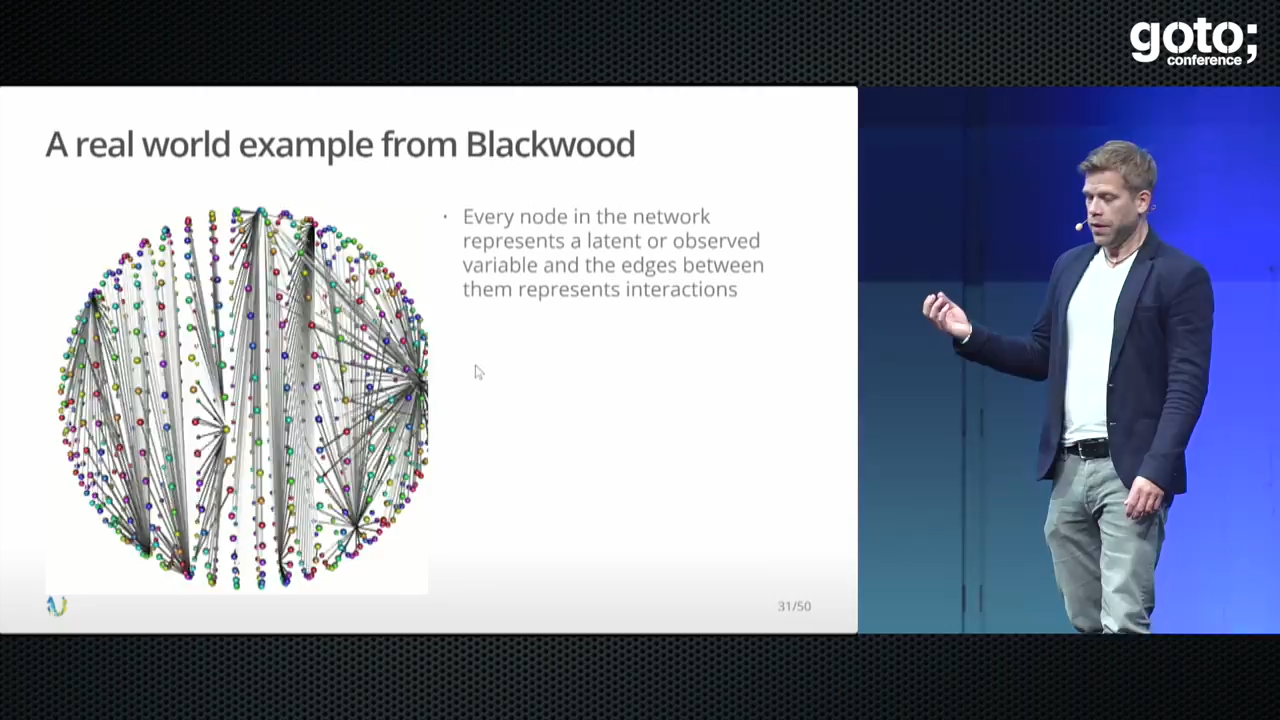 goto;
conference
A real world example from Blackwood
· Every node in the network
represents a latent or observed
variable and the edges between
them represents interactions
31/50